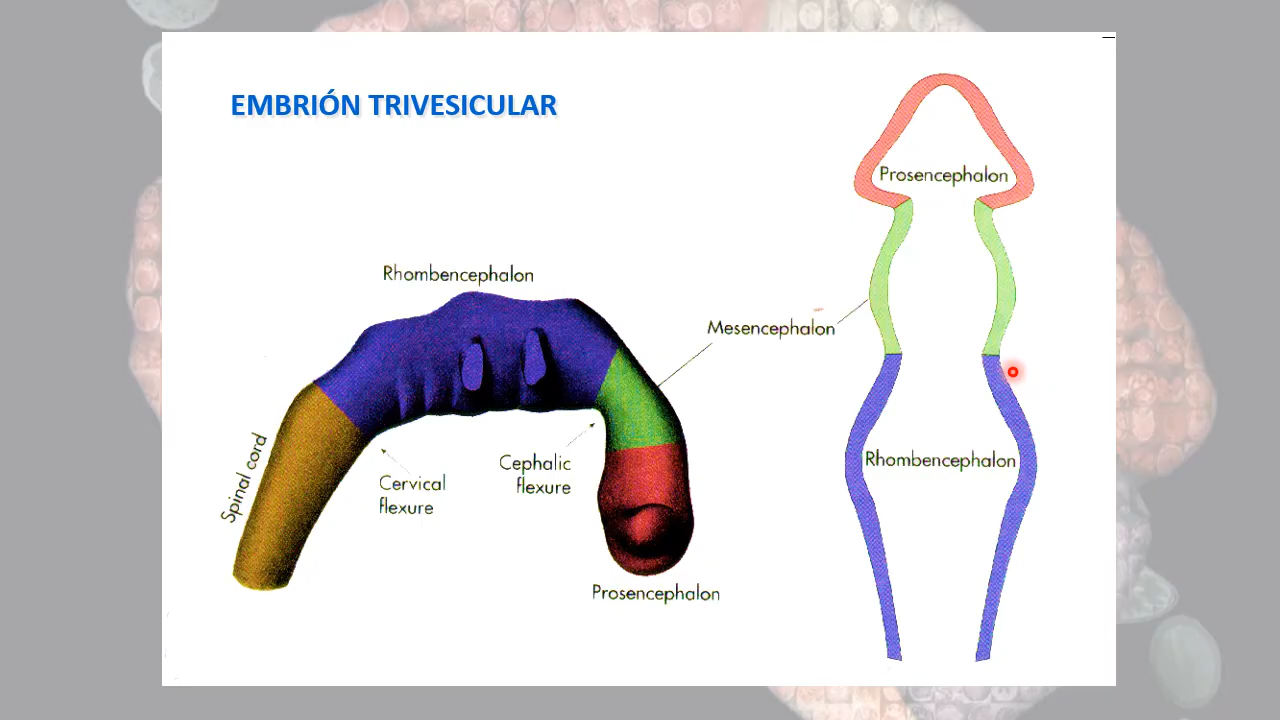 EMBRIÓN TRIVESICULAR
Prosencephalon
Rhombencephalon
Mesencephalon
Spinal cord
Cervical
flexure
Cephalic
flexure
Rhombencephalon
Prosencephalon